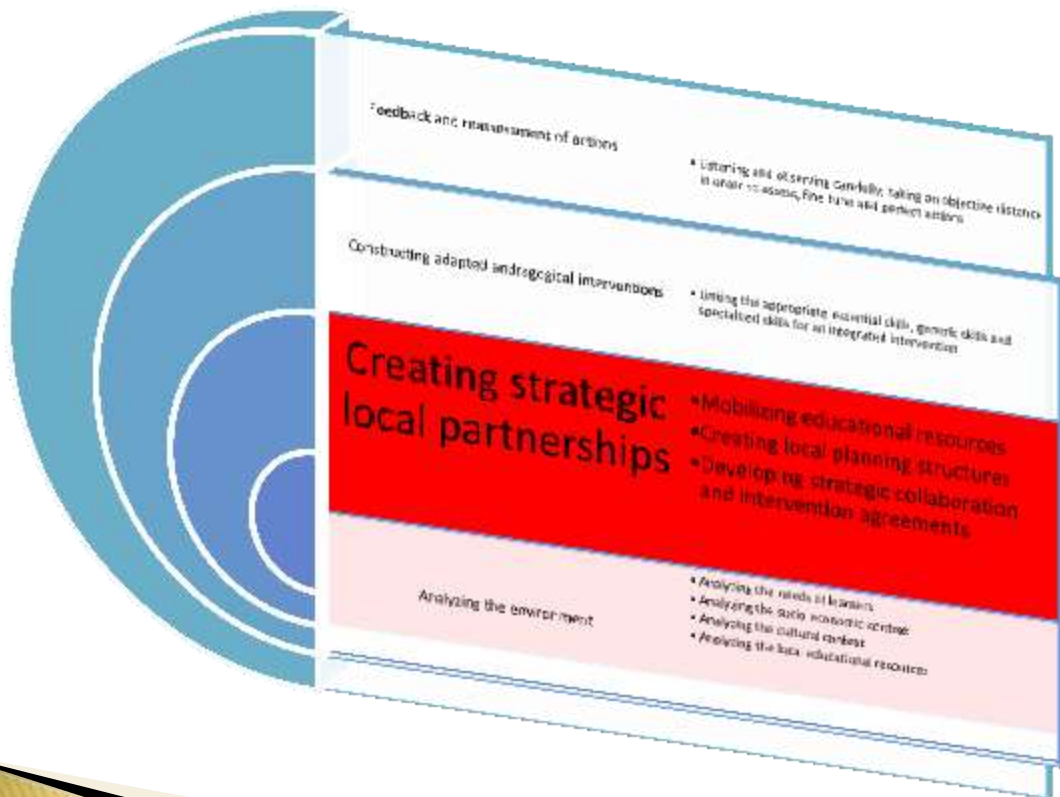 Feedback and reassessment of actions
• Listening and observing carefully, taking an objective distance
in order to assess, fine tune and perfect actions
Constructing adapted andragogical interventions
• Linking the appropriate essential skills, generic skills and
specialized skills for an integrated intervention
Creating strategic
local partnerships
•Mobilizing educational resources
•Creating local planning structures
•Developing strategic collaboration
and intervention agreements
Analyzing the environment
• Analyzing the needs of learners
• Analyzing the socio economic context
• Analyzing the cultural context
• Analyzing the local educational resources